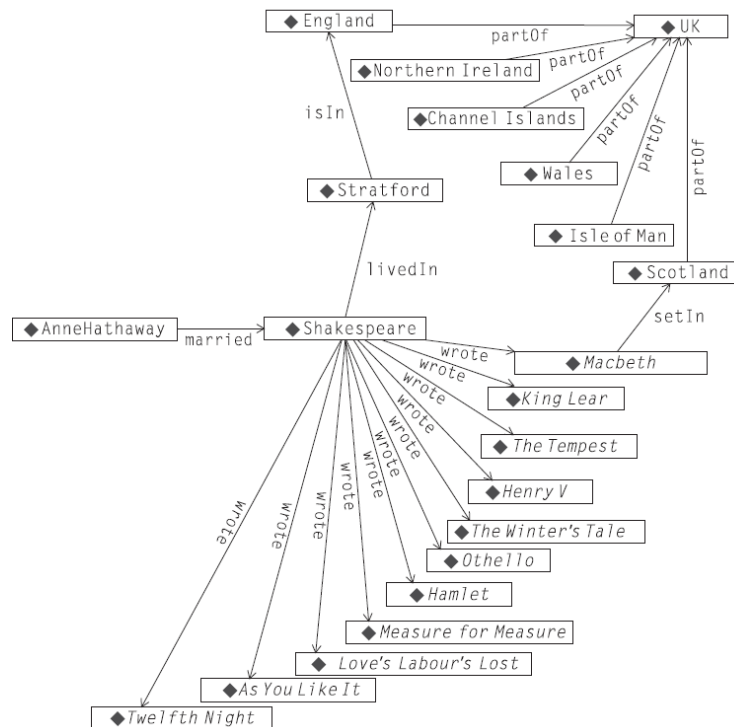 ◆ England
◆ UK
partOf
◆ Northern Ireland
partOf
◆ Channel Islands
partOf
◆ Wales
partOf
◆ Isle of Man
partOf
◆ Scotland
partOf
isIn
◆ Stratford
livedIn
◆ AnneHathaway
married
◆ Shakespeare
setIn
wrote
◆ Macbeth
wrote
◆ King Lear
wrote
◆ The Tempest
wrote
◆ Henry V
wrote
◆ The Winter's Tale
wrote
◆ Othello
wrote
◆ Hamlet
wrote
◆ Measure for Measure
wrote
◆ Love's Labour's Lost
wrote
◆ As You Like It
wrote
◆ Twelfth Night